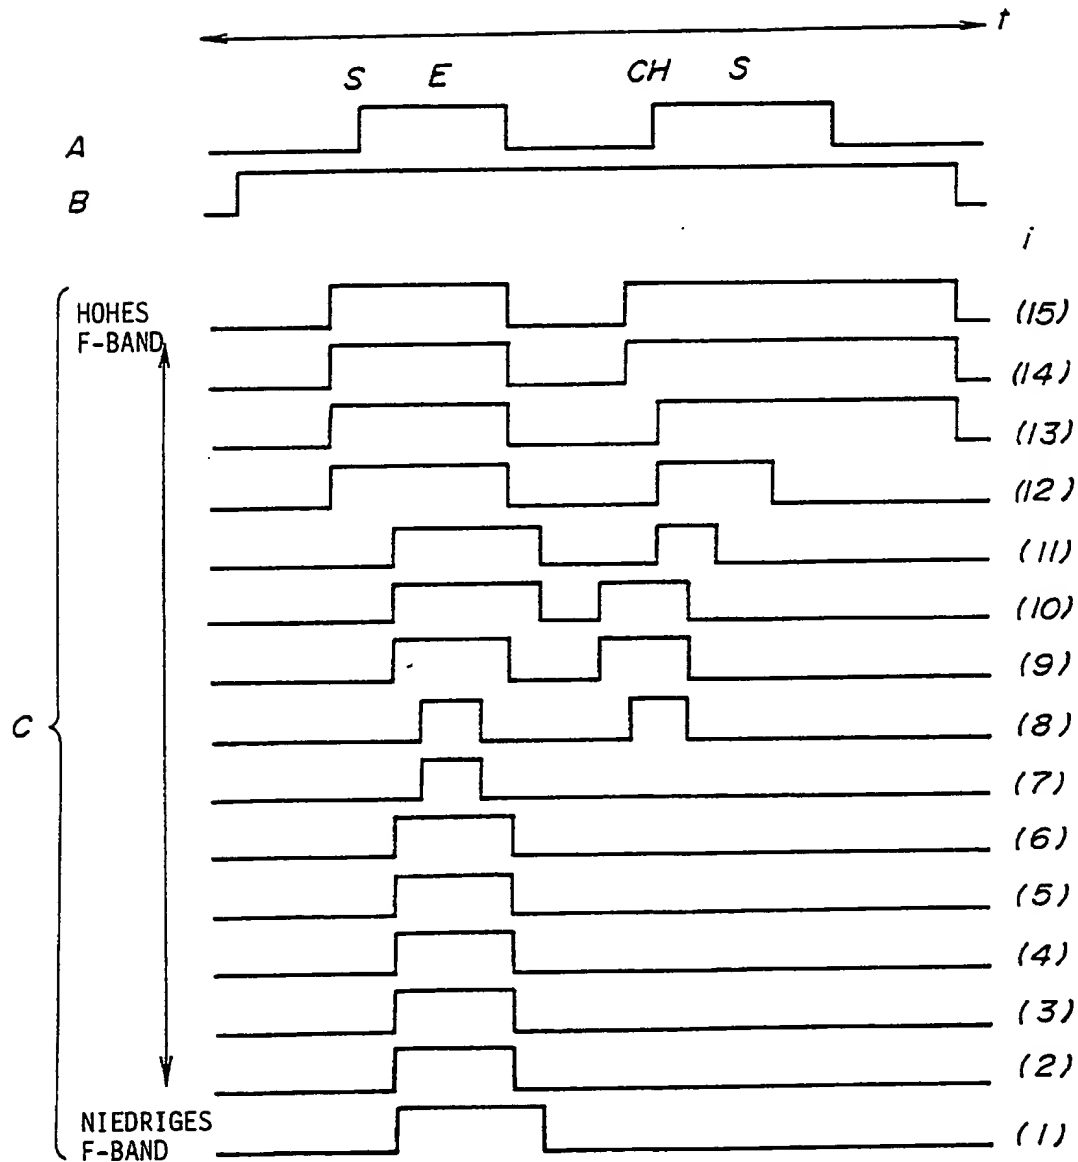 t
S E CH S
A
B
i
HOHES
F-BAND
(15)
(14)
(13)
(12)
(11)
(10)
(9)
C
(8)
(7)
(6)
(5)
(4)
(3)
(2)
NIEDRIGES
F-BAND
(1)